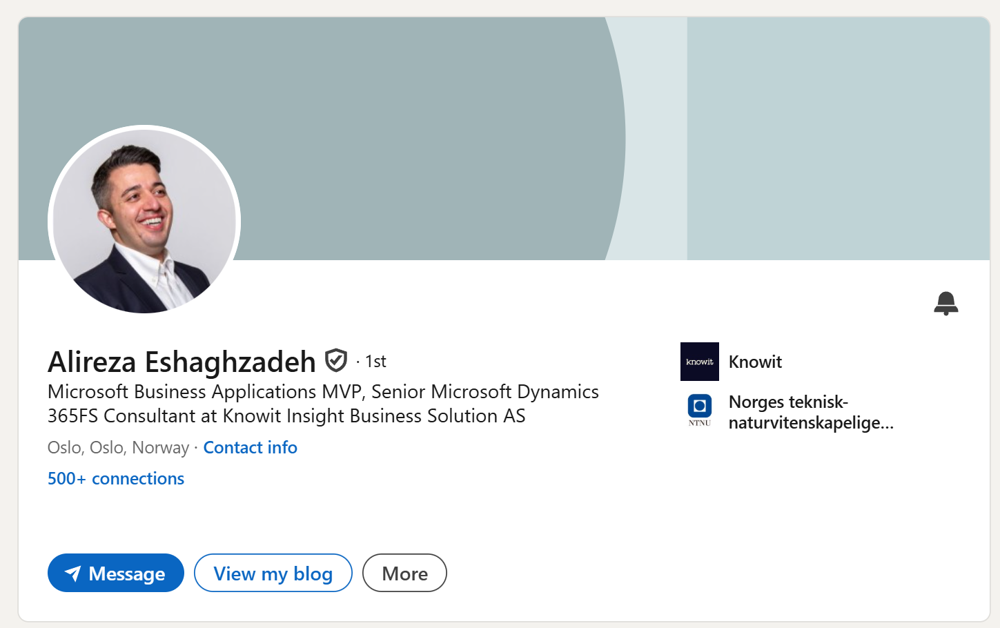 Alireza Eshaghzadeh · 1st
Microsoft Business Applications MVP, Senior Microsoft Dynamics
365FS Consultant at Knowit Insight Business Solution AS
Oslo, Oslo, Norway · Contact info
500+ connections
knowit Knowit
NTNU
Norges teknisk-
naturvitenskapelige...
Message
View my blog
More